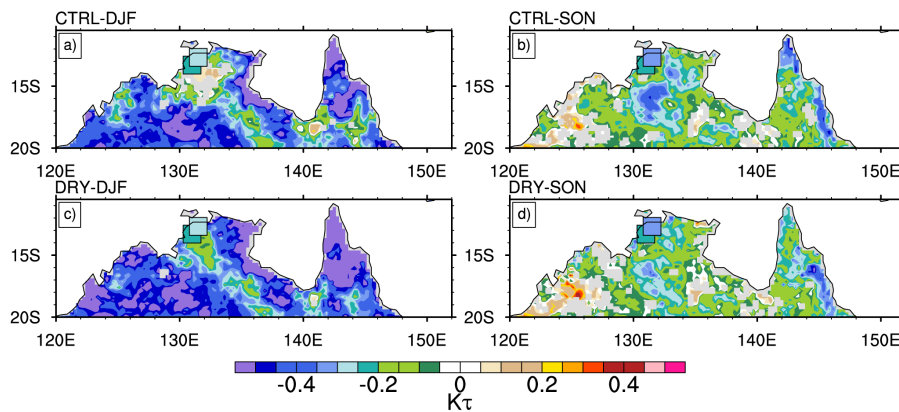 CTRL-DJF
CTRL-SON
a)
b)
15S
15S
20S
20S
120E 130E 140E 150E
120E 130E 140E 150E
DRY-DJF
DRY-SON
c)
d)
15S
15S
20S
20S
120E 130E 140E 150E
120E 130E 140E 150E
-0.4 -0.2 0 0.2 0.4
Kτ